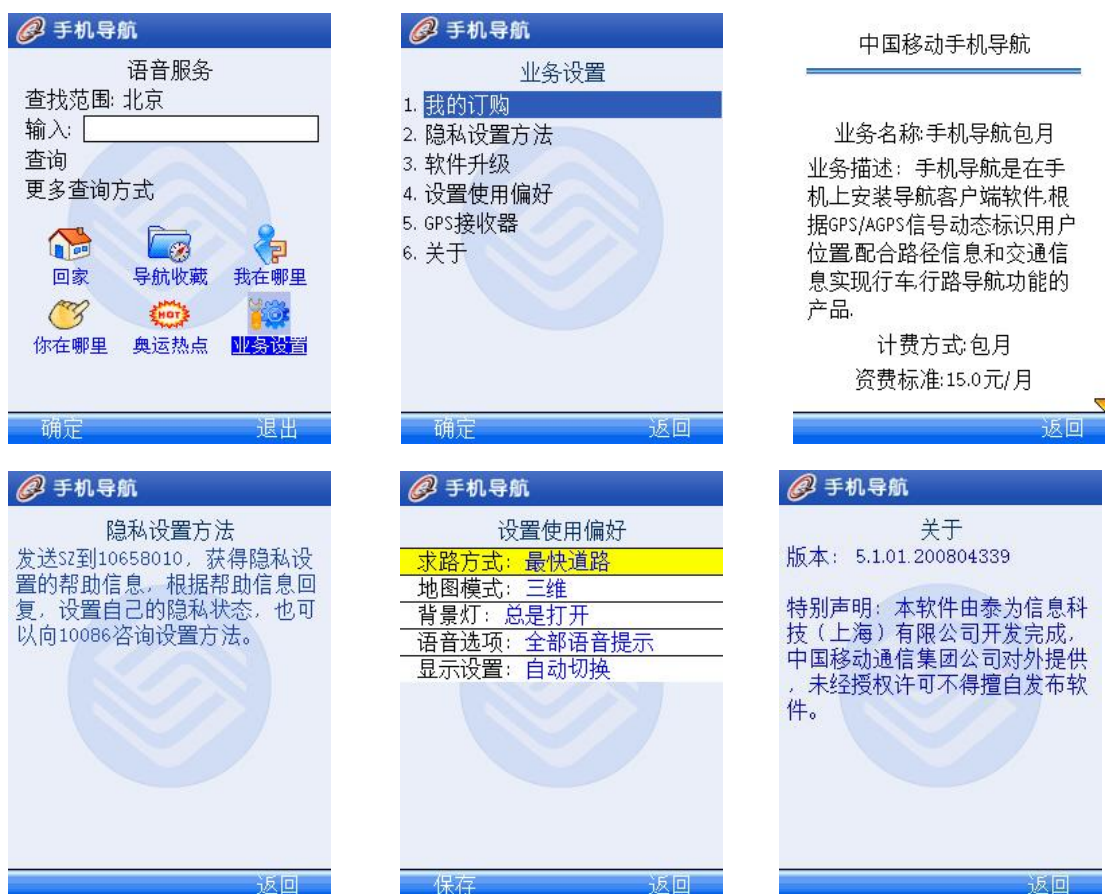 手机导航
语音服务
查找范围: 北京
输入:
查询
更多查询方式
回家 导航收藏 我在哪里
你在哪里 奥运热点 业务设置
确定 退出
手机导航
业务设置
1. 我的订购
2. 隐私设置方法
3. 软件升级
4. 设置使用偏好
5. GPS接收器
6. 关于
确定 返回
中国移动手机导航
业务名称:手机导航包月
业务描述: 手机导航是在手
机上安装导航客户端软件,根
据GPS/AGPS信号动态标识用户
位置,配合路径信息和交通信
息实现行车,行路导航功能的
产品.
计费方式:包月
资费标准:15.0元/月
返回
手机导航
隐私设置方法
发送SZ到10658010, 获得隐私设
置的帮助信息, 根据帮助信息回
复, 设置自己的隐私状态, 也可
以向10086咨询设置方法。
返回
手机导航
设置使用偏好
求路方式: 最快道路
地图模式: 三维
背景灯: 总是打开
语音选项: 全部语音提示
显示设置: 自动切换
保存 返回
手机导航
关于
版本: 5.1.01.200804339
特别声明: 本软件由泰为信息科
技(上海)有限公司开发完成,
中国移动通信集团公司对外提供
, 未经授权许可不得擅自发布软
件。
返回